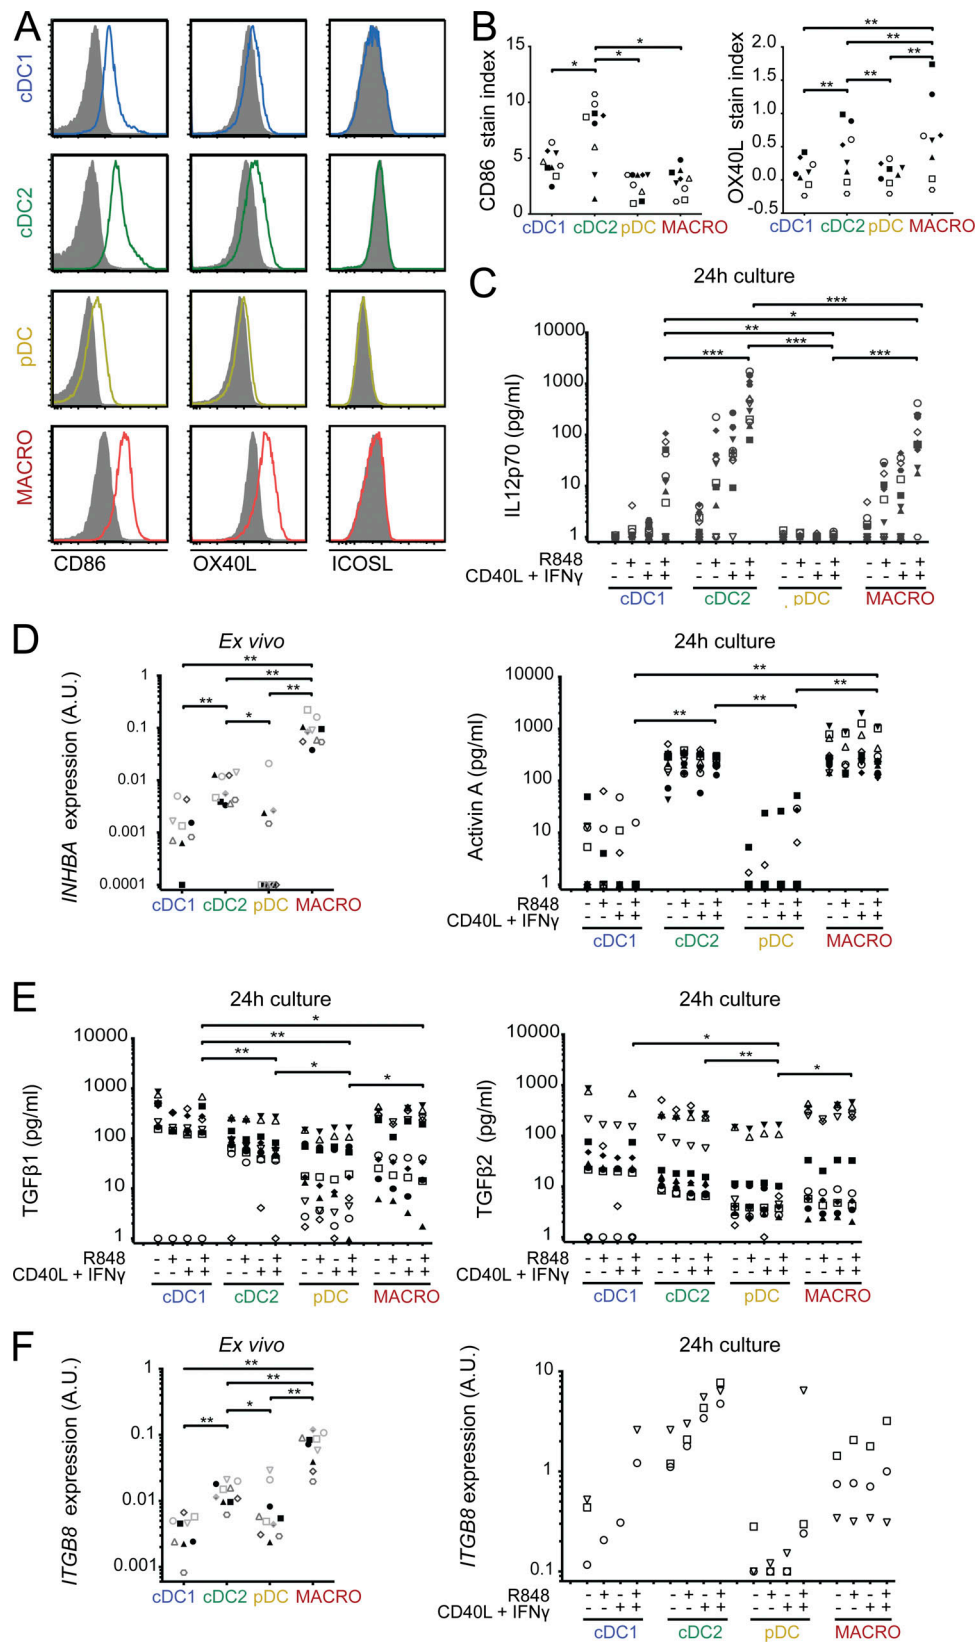 A
cDC1
cDC2
pDC
MACRO
CD86 OX40L ICOSL
B
CD86 stain index
15
10
5
0
* * *
cDC1 cDC2 pDC MACRO
OX40L stain index
2.0
1.5
1.0
0.5
-0.0
-0.5
** ** ** ** **
cDC1 cDC2 pDC MACRO
C
24h culture
IL12p70 (pg/ml)
10000
1000
100
10
1
***
*
**
***
*** ***
R848 - + - + - + - + - + - + - + - +
CD40L + IFNγ - - + + - - + + - - + + - - + +
cDC1 cDC2 pDC MACRO
D
Ex vivo
INHBA expression (A.U.)
1
0.1
0.01
0.001
0.0001
**
**
**
** *
cDC1 cDC2 pDC MACRO
24h culture
Activin A (pg/ml)
10000
1000
100
10
1
**
**
**
**
R848 - + - + - + - + - + - + - + - +
CD40L + IFNγ - - + + - - + + - - + + - - + +
cDC1 cDC2 pDC MACRO
E
24h culture
TGFβ1 (pg/ml)
10000
1000
100
10
1
*
**
**
*
*
R848 - + - + - + - + - + - + - + - +
CD40L + IFNγ - - + + - - + + - - + + - - + +
cDC1 cDC2 pDC MACRO
24h culture
TGFβ2 (pg/ml)
10000
1000
100
10
1
*
**
*
R848 - + - + - + - + - + - + - + - +
CD40L + IFNγ - - + + - - + + - - + + - - + +
cDC1 cDC2 pDC MACRO
F
Ex vivo
ITGB8 expression (A.U.)
1
0.1
0.01
0.001
**
**
**
*
**
cDC1 cDC2 pDC MACRO
24h culture
ITGB8 expression (A.U.)
10
1
0.1
R848 - + - + - + - + - + - + - + - +
CD40L + IFNγ - - + + - - + + - - + + - - + +
cDC1 cDC2 pDC MACRO